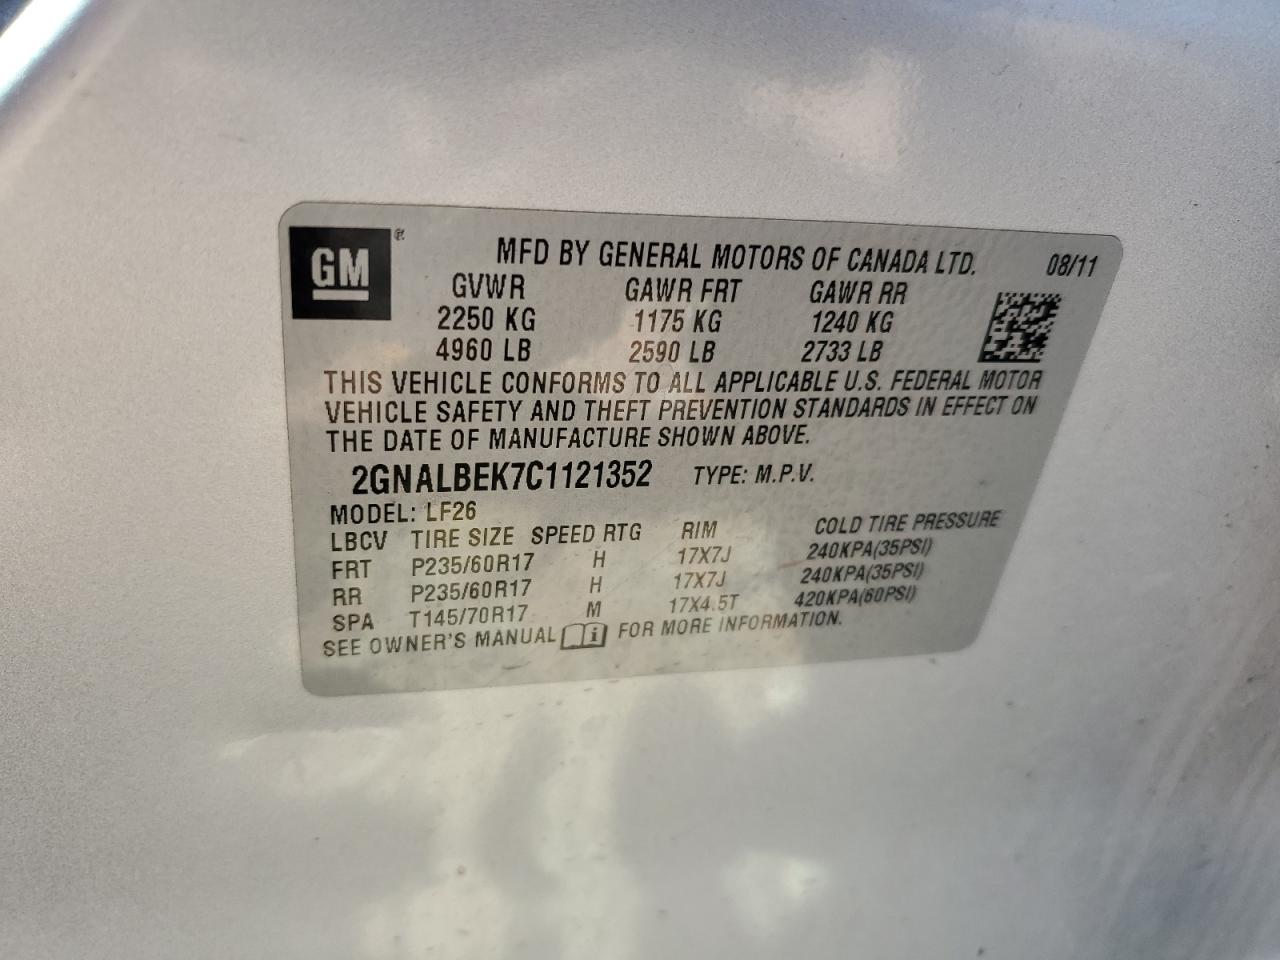 GM ®
MFD BY GENERAL MOTORS OF CANADA LTD. 08/11
GVWR GAWR FRT GAWR RR
2250 KG 1175 KG 1240 KG
4960 LB 2590 LB 2733 LB
THIS VEHICLE CONFORMS TO ALL APPLICABLE U.S. FEDERAL MOTOR
VEHICLE SAFETY AND THEFT PREVENTION STANDARDS IN EFFECT ON
THE DATE OF MANUFACTURE SHOWN ABOVE.
2GNALBEK7C1121352 TYPE: M.P.V.
MODEL: LF26
LBCV TIRE SIZE SPEED RTG RIM COLD TIRE PRESSURE
FRT P235/60R17 H 17X7J 240KPA(35PSI)
RR P235/60R17 H 17X7J 240KPA(35PSI)
SPA T145/70R17 M 17X4.5T 420KPA(60PSI)
SEE OWNER'S MANUAL i FOR MORE INFORMATION.